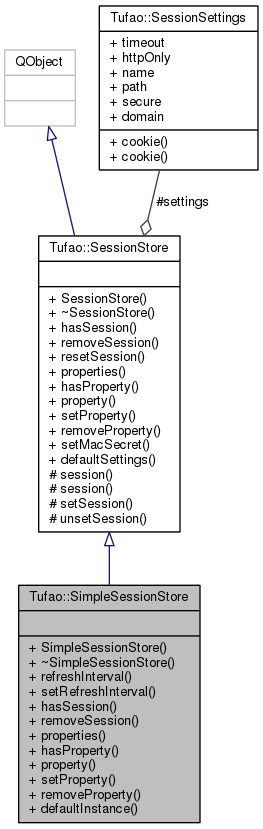 Tufao::SessionSettings
+ timeout
+ httpOnly
+ name
+ path
+ secure
+ domain
+ cookie()
+ cookie()
QObject
#settings
Tufao::SessionStore
+ SessionStore()
+ ~SessionStore()
+ hasSession()
+ removeSession()
+ resetSession()
+ properties()
+ hasProperty()
+ property()
+ setProperty()
+ removeProperty()
+ setMacSecret()
+ defaultSettings()
# session()
# session()
# setSession()
# unsetSession()
Tufao::SimpleSessionStore
+ SimpleSessionStore()
+ ~SimpleSessionStore()
+ refreshInterval()
+ setRefreshInterval()
+ hasSession()
+ removeSession()
+ properties()
+ hasProperty()
+ property()
+ setProperty()
+ removeProperty()
+ defaultInstance()